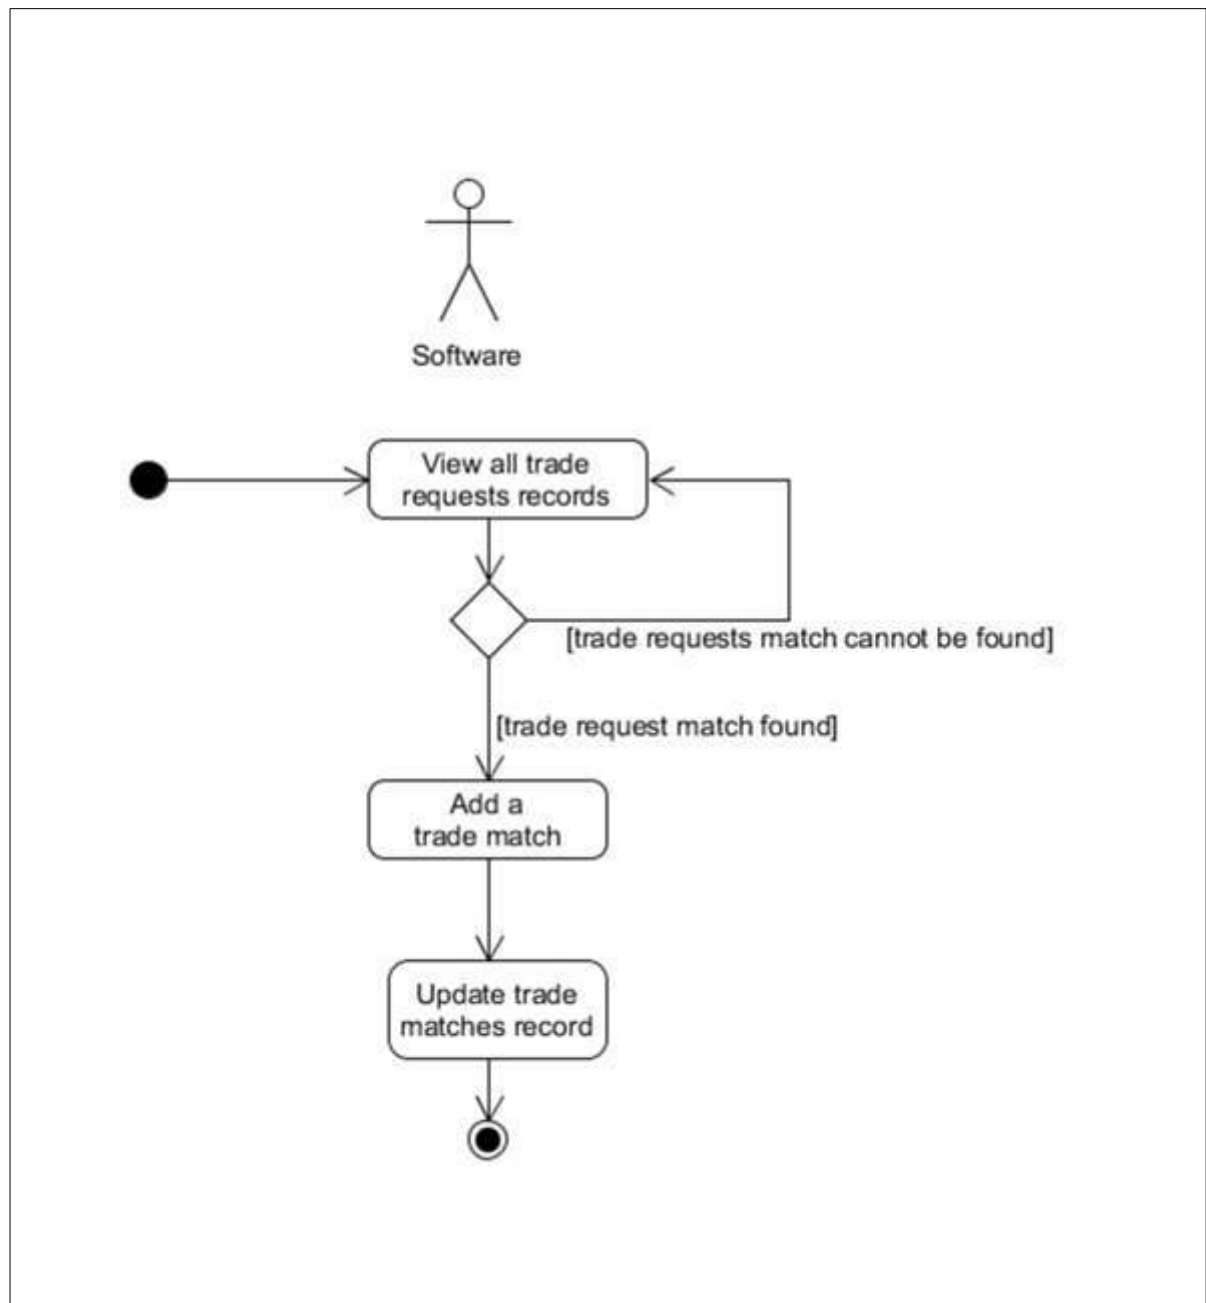 Software
View all trade
requests records
[trade requests match cannot be found]
[trade request match found]
Add a
trade match
Update trade
matches record